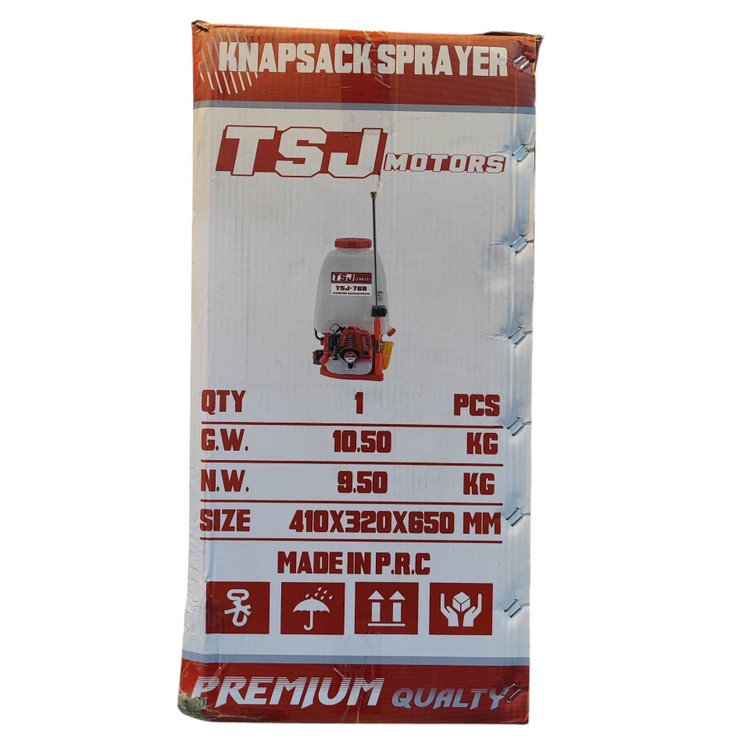 KNAPSACK SPRAYER
TSJ MOTORS
TSJ
TSJ-768
QTY 1 PCS
G.W. 10.50 KG
N.W. 9.50 KG
SIZE 410X320X650 MM
MADE IN P.R.C
PREMIUM QUALTY